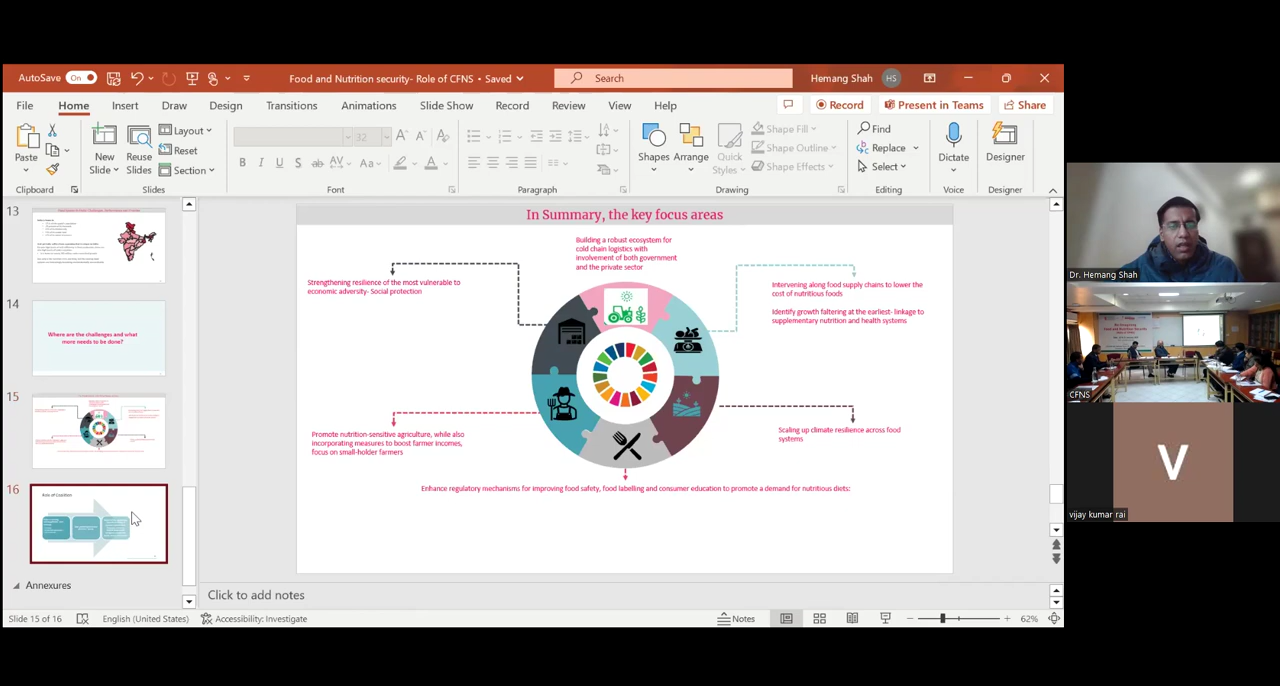 AutoSave On
Food and Nutrition security- Role of CFNS • Saved
Search
Hemang Shah
HS
File
Home
Insert
Draw
Design
Transitions
Animations
Slide Show
Record
Review
View
Help
Record
Present in Teams
Share
Paste
New
Slide
Reuse
Slides
Layout
Reset
Section
32
Shapes
Arrange
Quick
Styles
Shape Fill
Shape Outline
Shape Effects
Find
Replace
Select
Dictate
Designer
Clipboard
Slides
Font
Paragraph
Drawing
Editing
Voice
Designer
13
14
Where are the challenges and what
more needs to be done?
15
16
Role of Coalition
Annexures
In Summary, the key focus areas
Building a robust ecosystem for
cold chain logistics with
involvement of both government
and the private sector
Strengthening resilience of the most vulnerable to
economic adversity- Social protection
Intervening along food supply chains to lower the
cost of nutritious foods
Identify growth faltering at the earliest- linkage to
supplementary nutrition and health systems
Promote nutrition-sensitive agriculture, while also
incorporating measures to boost farmer incomes,
focus on small-holder farmers
Scaling up climate resilience across food
systems
Enhance regulatory mechanisms for improving food safety, food labelling and consumer education to promote a demand for nutritious diets:
Click to add notes
Slide 15 of 16
English (United States)
Accessibility: Investigate
Notes
62%
Dr. Hemang Shah
CFNS
V
vijay kumar rai